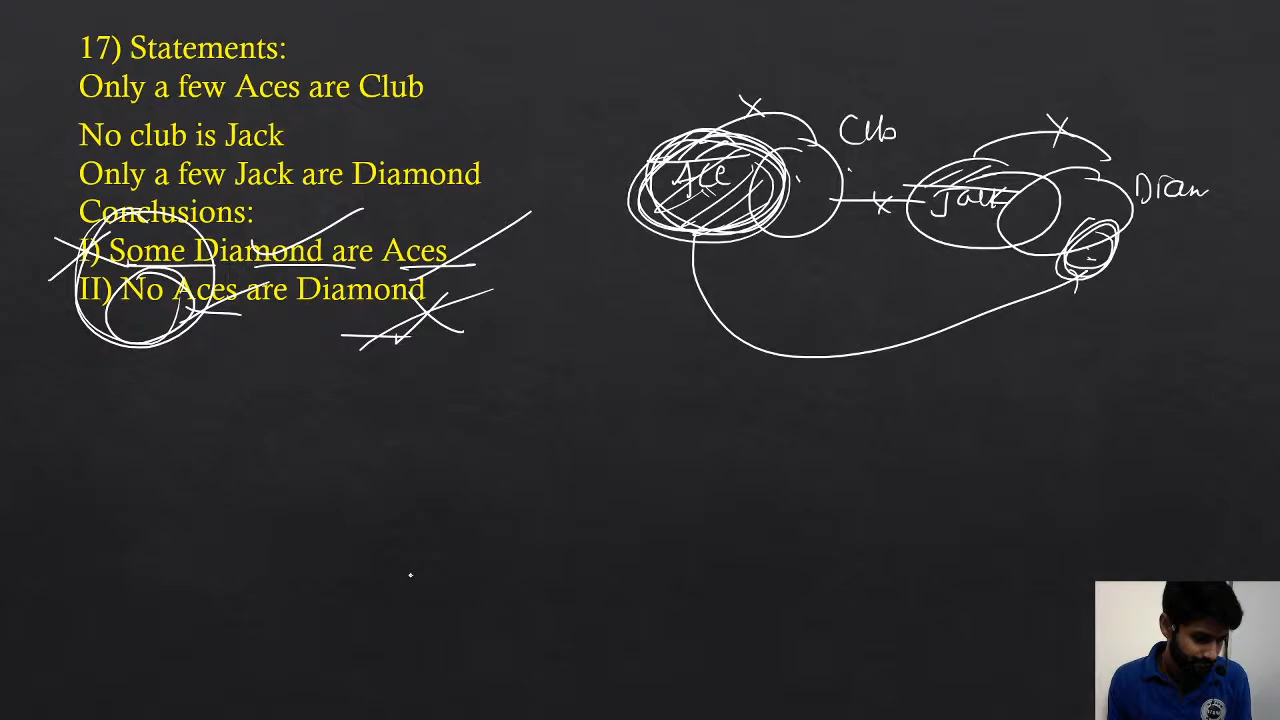 17) Statements:
Only a few Aces are Club
No club is Jack
Only a few Jack are Diamond
Conclusions:
I) Some Diamond are Aces
II) No Aces are Diamond
Ace
Club
Jack